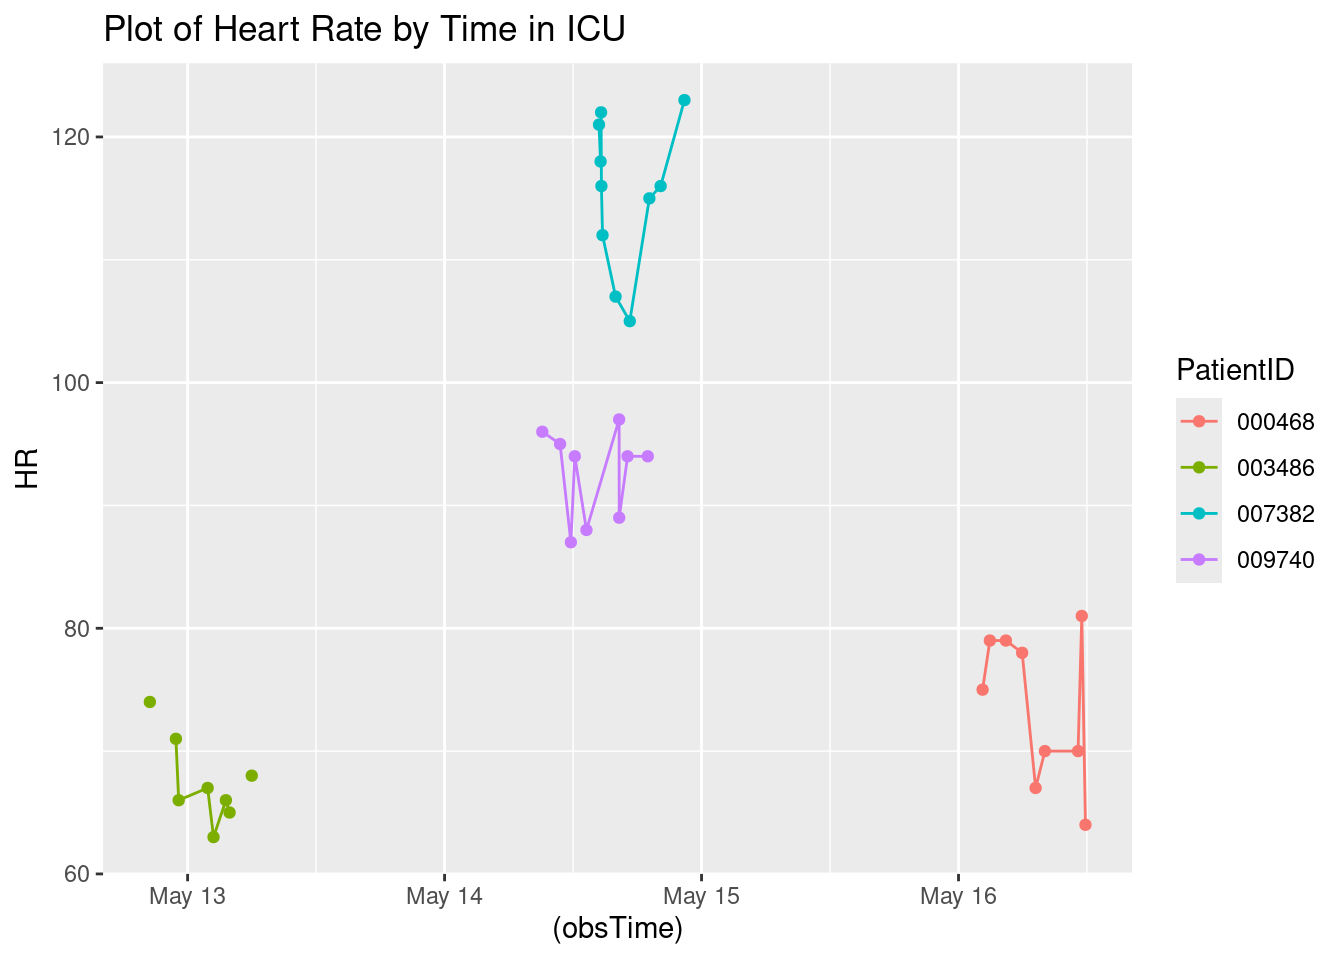 Plot of Heart Rate by Time in ICU
120
100
80
60
HR
May 13
May 14
May 15
May 16
(obsTime)
PatientID
000468
003486
007382
009740